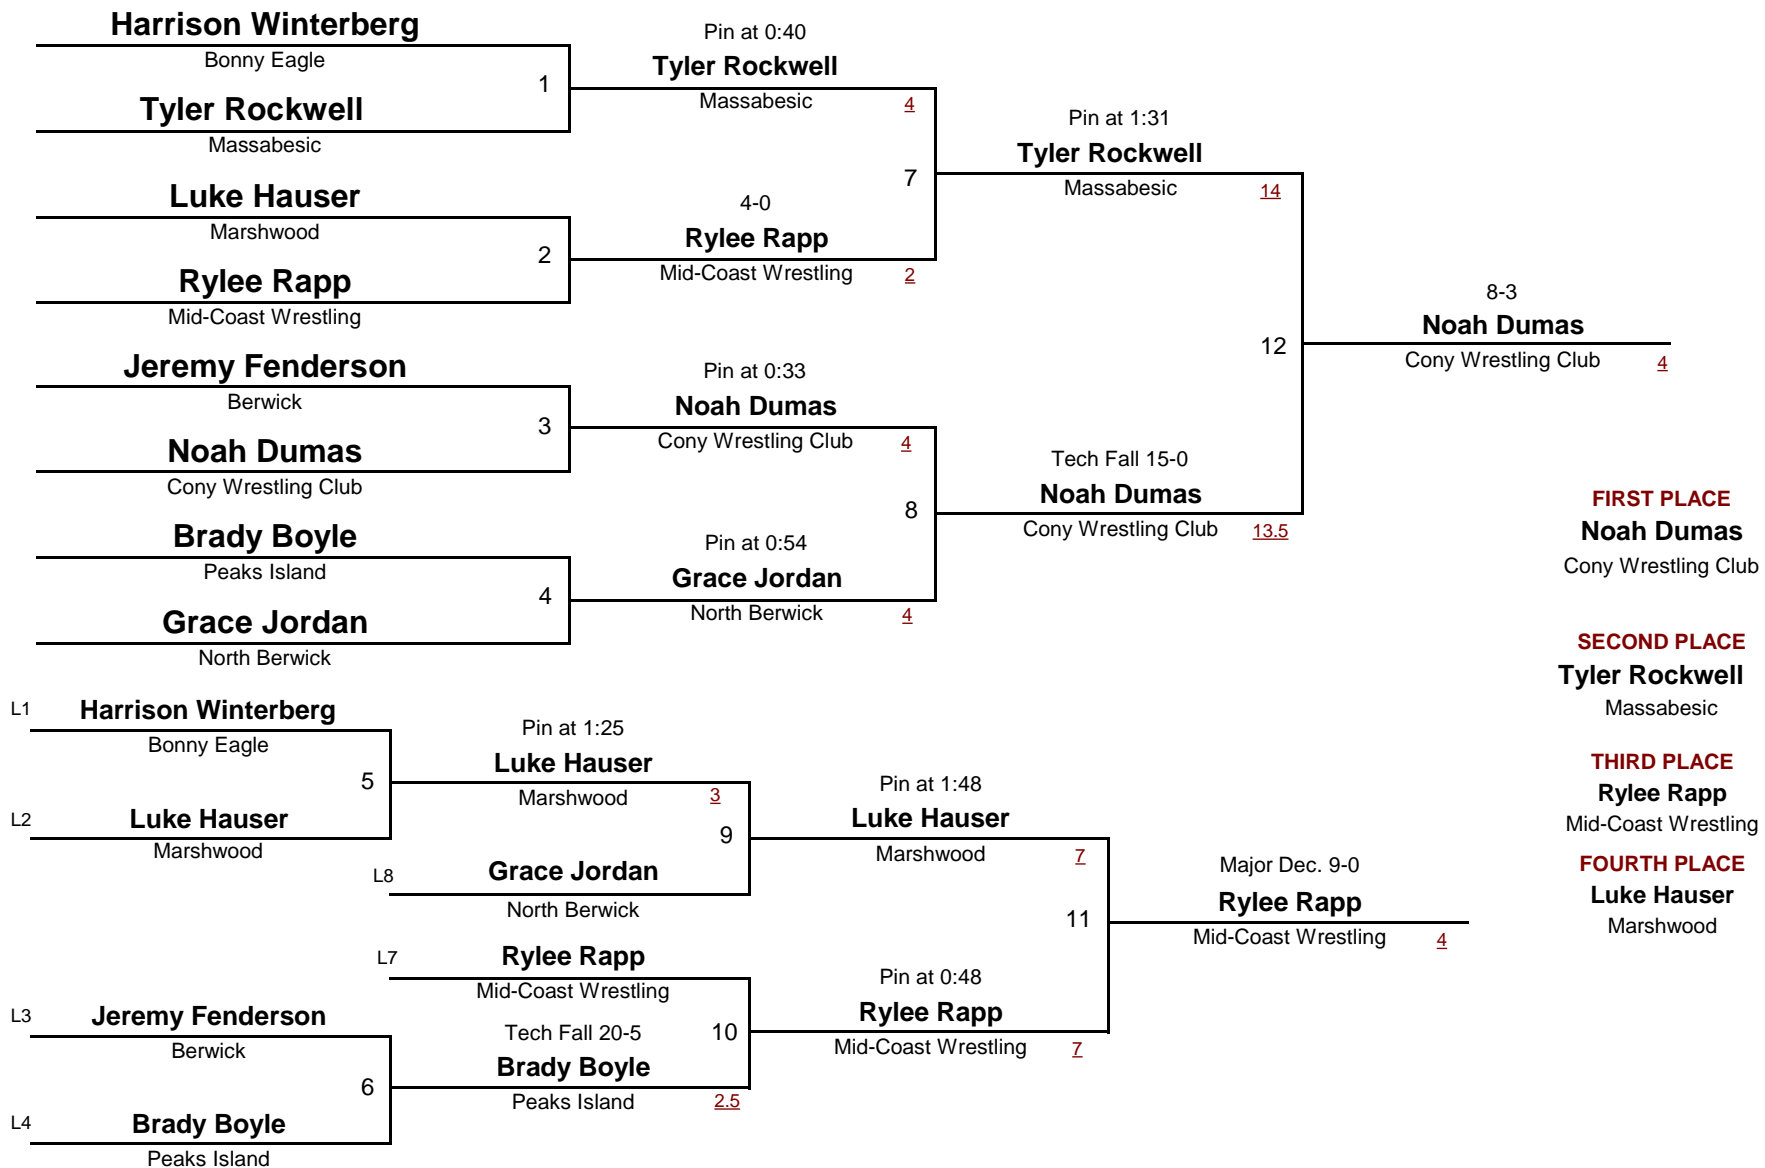 Harrison Winterberg
Bonny Eagle
1
Tyler Rockwell
Massabesic
Luke Hauser
Marshwood
2
Rylee Rapp
Mid-Coast Wrestling
Jeremy Fenderson
Berwick
3
Noah Dumas
Cony Wrestling Club
Brady Boyle
Peaks Island
4
Grace Jordan
North Berwick
Pin at 0:40
Tyler Rockwell
Massabesic 4
7
4-0
Rylee Rapp
Mid-Coast Wrestling 2
Pin at 0:33
Noah Dumas
Cony Wrestling Club 4
8
Pin at 0:54
Grace Jordan
North Berwick 4
Pin at 1:31
Tyler Rockwell
Massabesic 14
12
Tech Fall 15-0
Noah Dumas
Cony Wrestling Club 13.5
8-3
Noah Dumas
Cony Wrestling Club 4
FIRST PLACE
Noah Dumas
Cony Wrestling Club
SECOND PLACE
Tyler Rockwell
Massabesic
THIRD PLACE
Rylee Rapp
Mid-Coast Wrestling
FOURTH PLACE
Luke Hauser
Marshwood
L1 Harrison Winterberg
Bonny Eagle
5
L2 Luke Hauser
Marshwood
L3 Jeremy Fenderson
Berwick
6
L4 Brady Boyle
Peaks Island
Pin at 1:25
Luke Hauser
Marshwood 3
9
L8 Grace Jordan
North Berwick
L7 Rylee Rapp
Mid-Coast Wrestling
Tech Fall 20-5 10
Brady Boyle
Peaks Island 2.5
Pin at 1:48
Luke Hauser
Marshwood 7
11
Pin at 0:48
Rylee Rapp
Mid-Coast Wrestling 7
Major Dec. 9-0
Rylee Rapp
Mid-Coast Wrestling 4